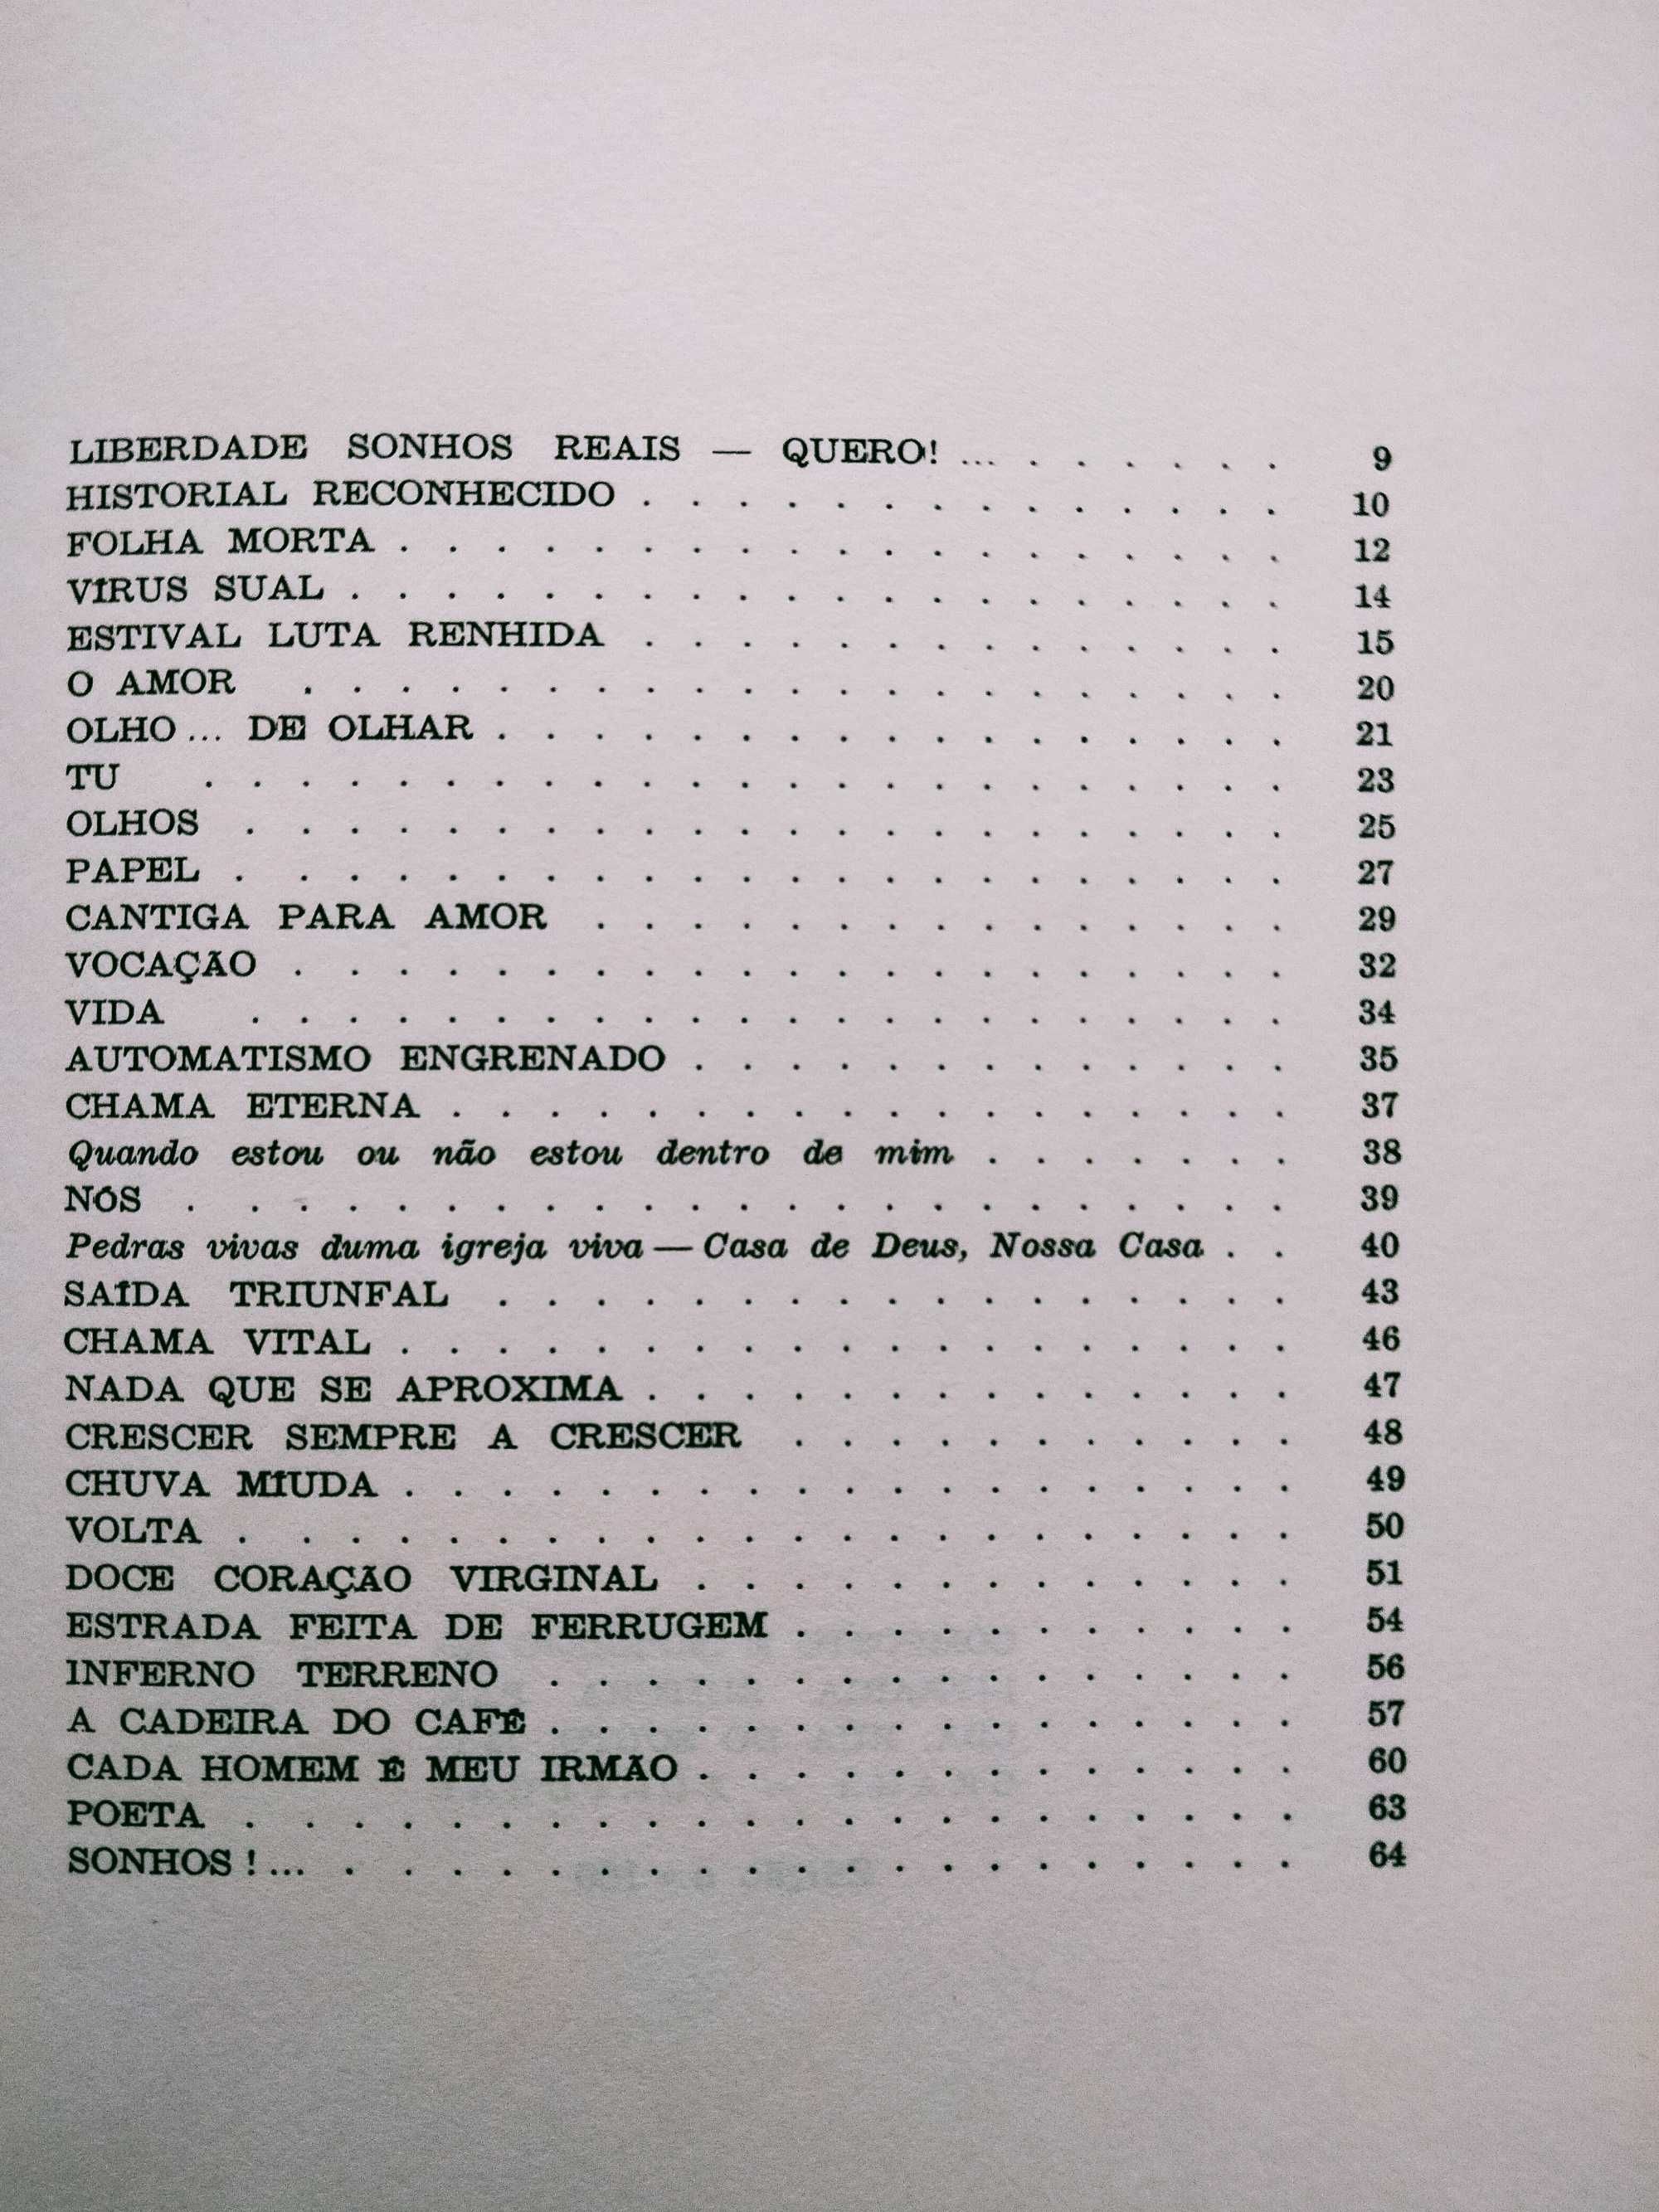 LIBERDADE SONHOS REAIS — QUERO! ... . . . . . . 9
HISTORIAL RECONHECIDO . . . . . . . . . . . . . . 10
FOLHA MORTA . . . . . . . . . . . . . . . . . . . 12
VÍRUS SUAL . . . . . . . . . . . . . . . . . . . . 14
ESTIVAL LUTA RENHIDA . . . . . . . . . . . . . . 15
O AMOR . . . . . . . . . . . . . . . . . . . . . 20
OLHO ... DE OLHAR . . . . . . . . . . . . . . . . . 21
TU . . . . . . . . . . . . . . . . . . . . . . . 23
OLHOS . . . . . . . . . . . . . . . . . . . . . . 25
PAPEL . . . . . . . . . . . . . . . . . . . . . . 27
CANTIGA PARA AMOR . . . . . . . . . . . . . . . 29
VOCAÇÃO . . . . . . . . . . . . . . . . . . . . . 32
VIDA . . . . . . . . . . . . . . . . . . . . . . 34
AUTOMATISMO ENGRENADO . . . . . . . . . . . . . 35
CHAMA ETERNA . . . . . . . . . . . . . . . . . . 37
Quando estou ou não estou dentro de mim . . . . . . . 38
NÓS . . . . . . . . . . . . . . . . . . . . . . . 39
Pedras vivas duma igreja viva — Casa de Deus, Nossa Casa . . 40
SAÍDA TRIUNFAL . . . . . . . . . . . . . . . . . 43
CHAMA VITAL . . . . . . . . . . . . . . . . . . . 46
NADA QUE SE APROXIMA . . . . . . . . . . . . . . 47
CRESCER SEMPRE A CRESCER . . . . . . . . . . . 48
CHUVA MÍUDA . . . . . . . . . . . . . . . . . . . 49
VOLTA . . . . . . . . . . . . . . . . . . . . . . 50
DOCE CORAÇÃO VIRGINAL . . . . . . . . . . . . . 51
ESTRADA FEITA DE FERRUGEM . . . . . . . . . . . 54
INFERNO TERRENO . . . . . . . . . . . . . . . . 56
A CADEIRA DO CAFÉ . . . . . . . . . . . . . . . . 57
CADA HOMEM É MEU IRMÃO . . . . . . . . . . . . . 60
POETA . . . . . . . . . . . . . . . . . . . . . . 63
SONHOS ! ... . . . . . . . . . . . . . . . . . . . . 64